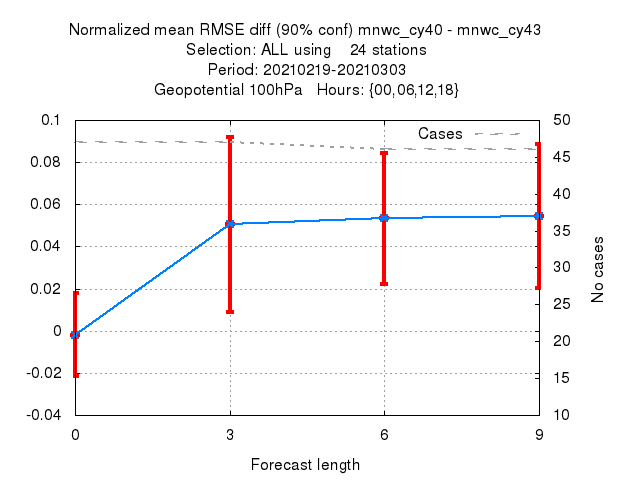 Normalized mean RMSE diff (90% conf) mnwc_cy40 - mnwc_cy43
Selection: ALL using 24 stations
Period: 20210219-20210303
Geopotential 100hPa Hours: {00,06,12,18}
0.1
0.08
0.06
0.04
0.02
0
-0.02
-0.04
Cases
50
45
40
35
30
25
20
15
10
No cases
0 3 6 9
Forecast length